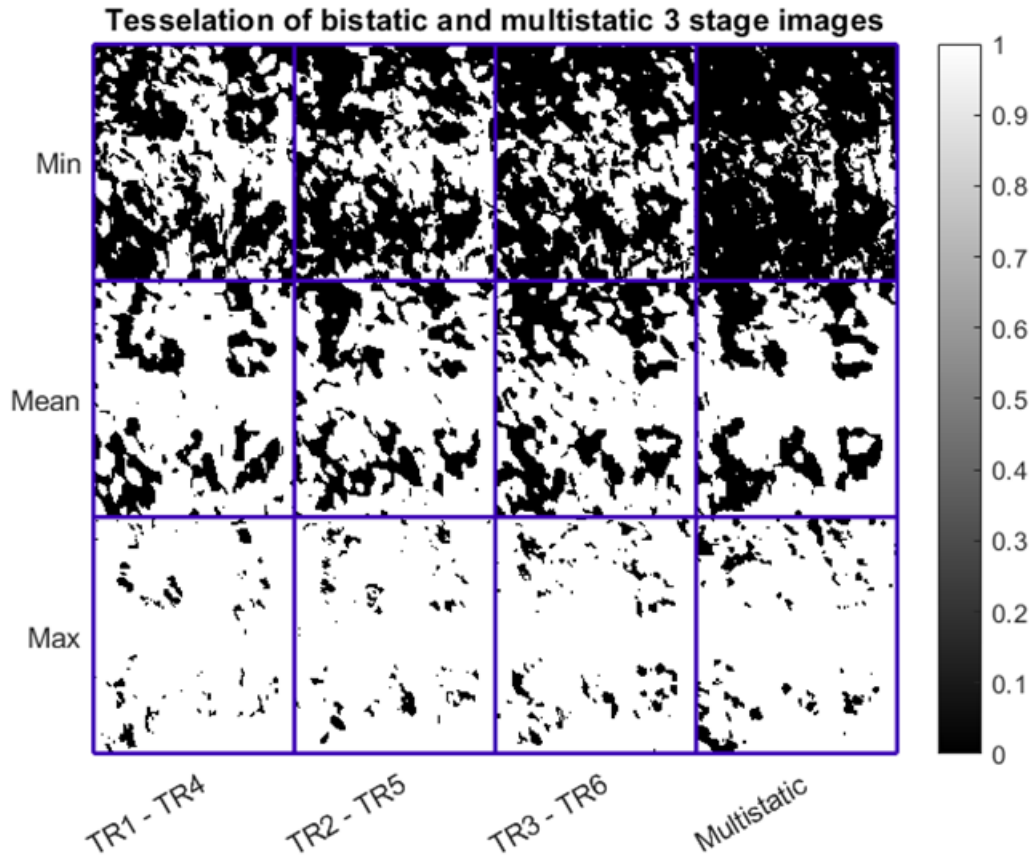 Tesselation of bistatic and multistatic 3 stage images
Min
Mean
Max
TR1 - TR4
TR2 - TR5
TR3 - TR6
Multistatic
1
0.9
0.8
0.7
0.6
0.5
0.4
0.3
0.2
0.1
0